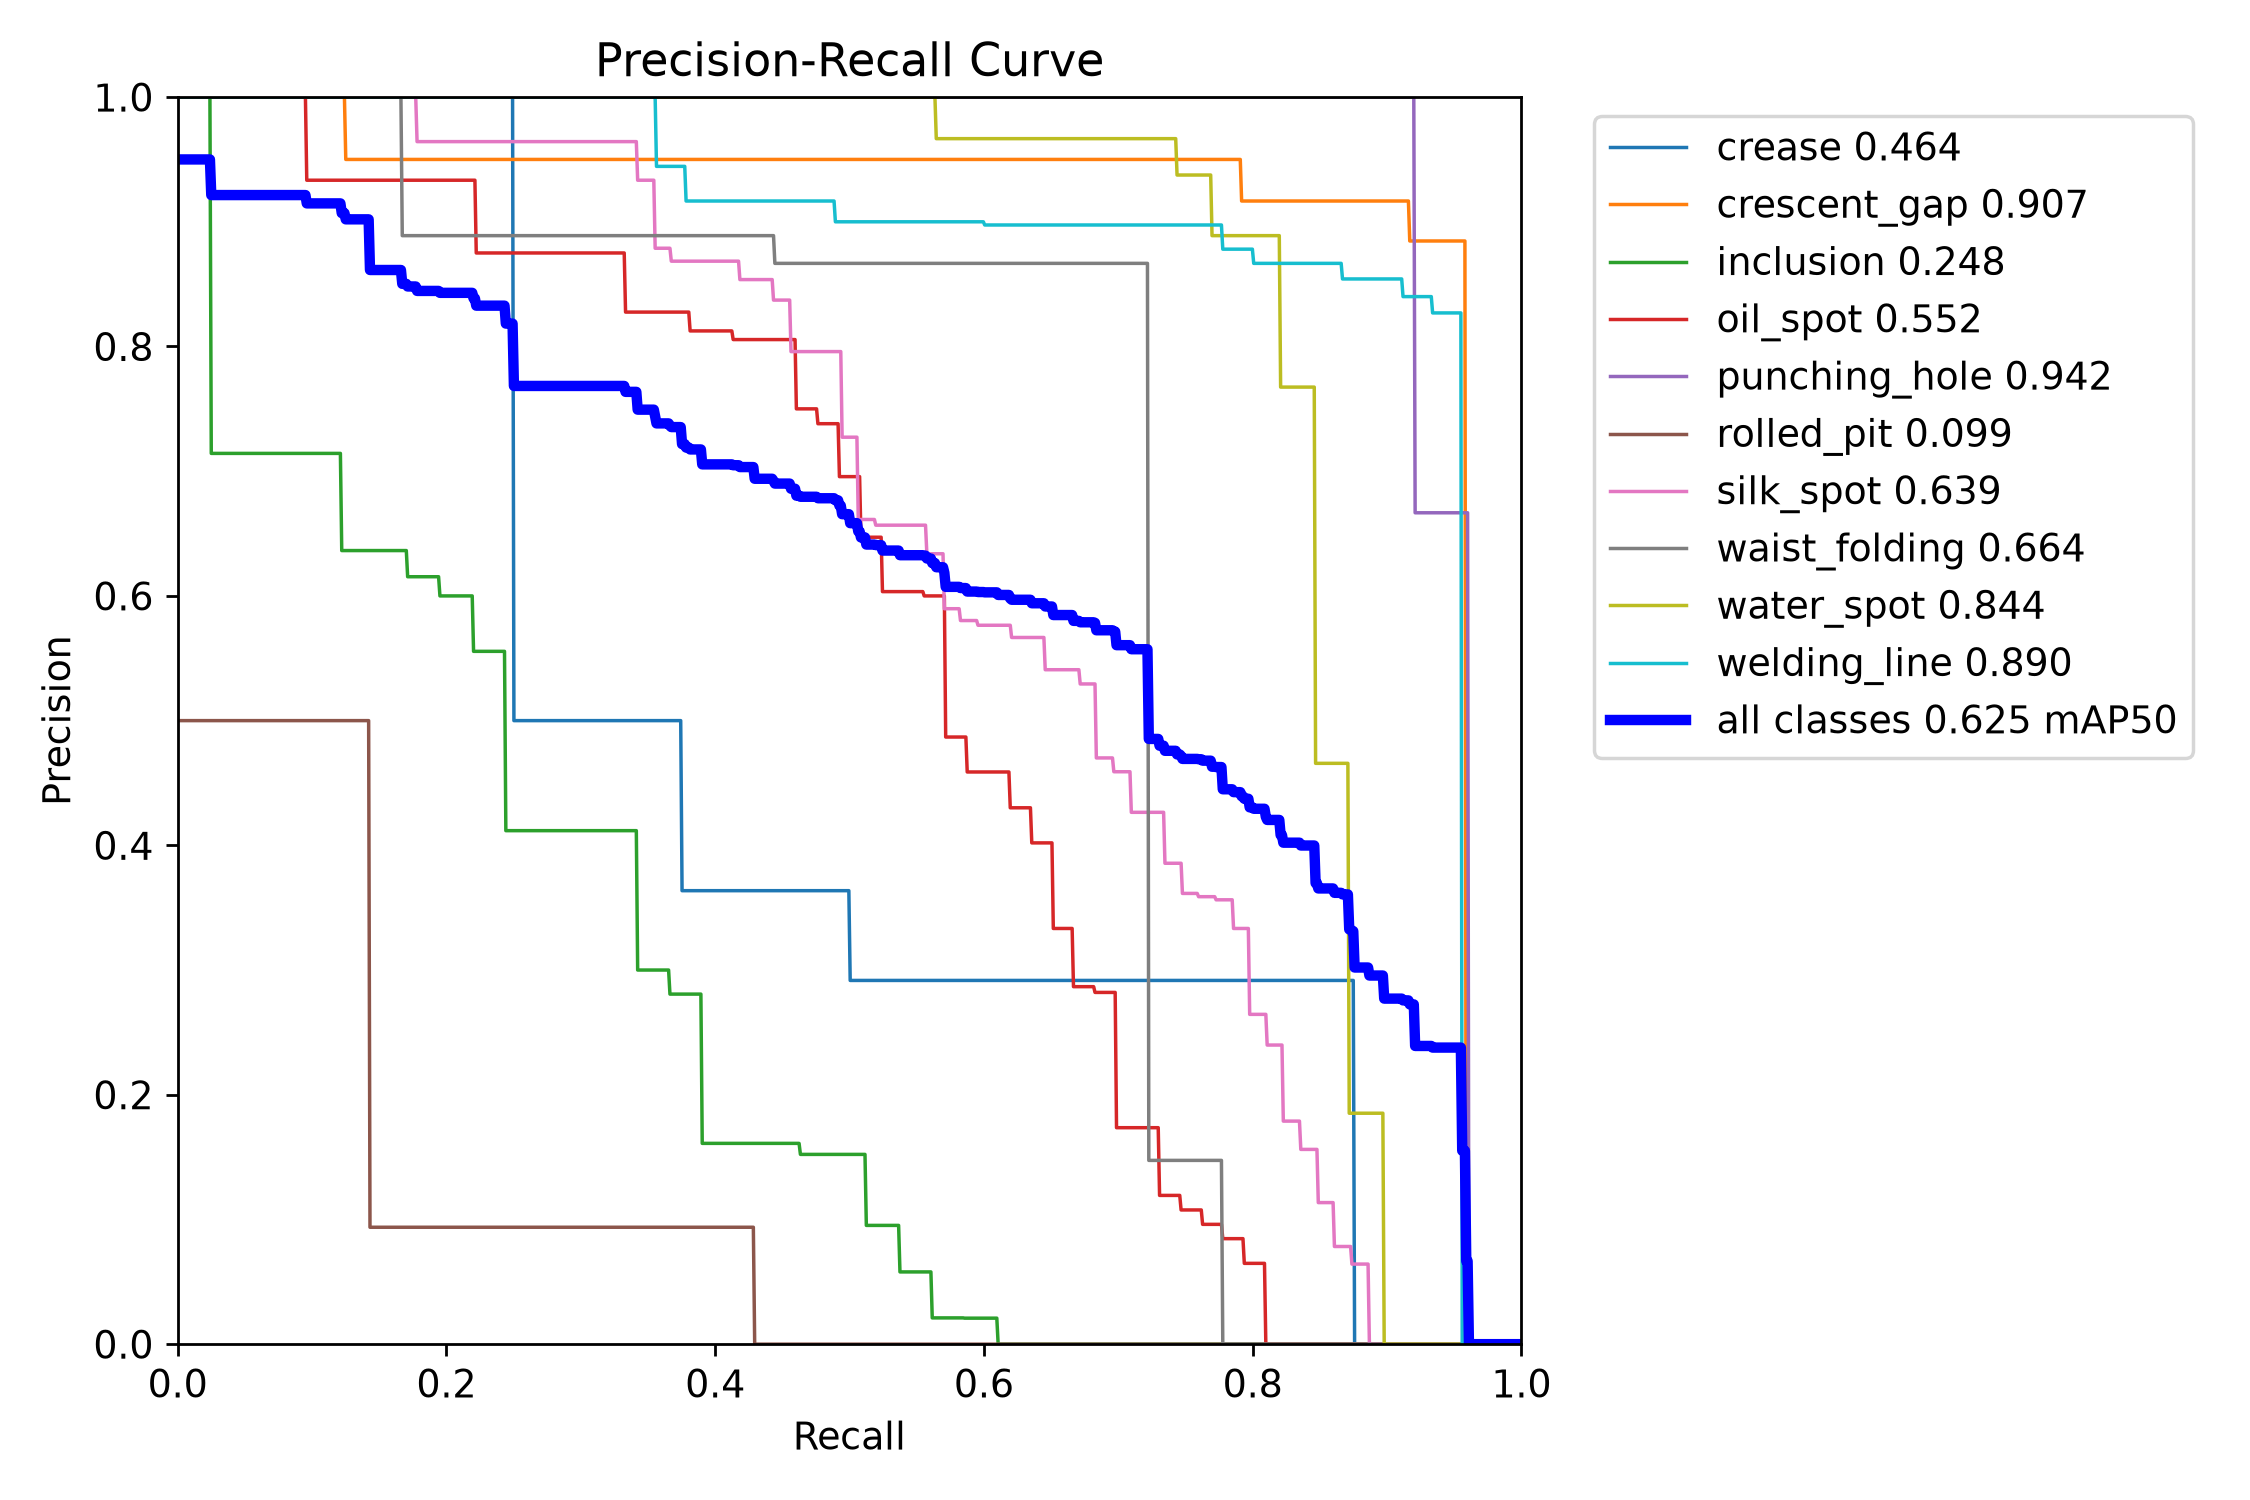 Precision-Recall Curve
1.0
0.8
0.6
0.4
0.2
0.0
Precision
0.0 0.2 0.4 0.6 0.8 1.0
Recall
crease 0.464
crescent_gap 0.907
inclusion 0.248
oil_spot 0.552
punching_hole 0.942
rolled_pit 0.099
silk_spot 0.639
waist_folding 0.664
water_spot 0.844
welding_line 0.890
all classes 0.625 mAP50